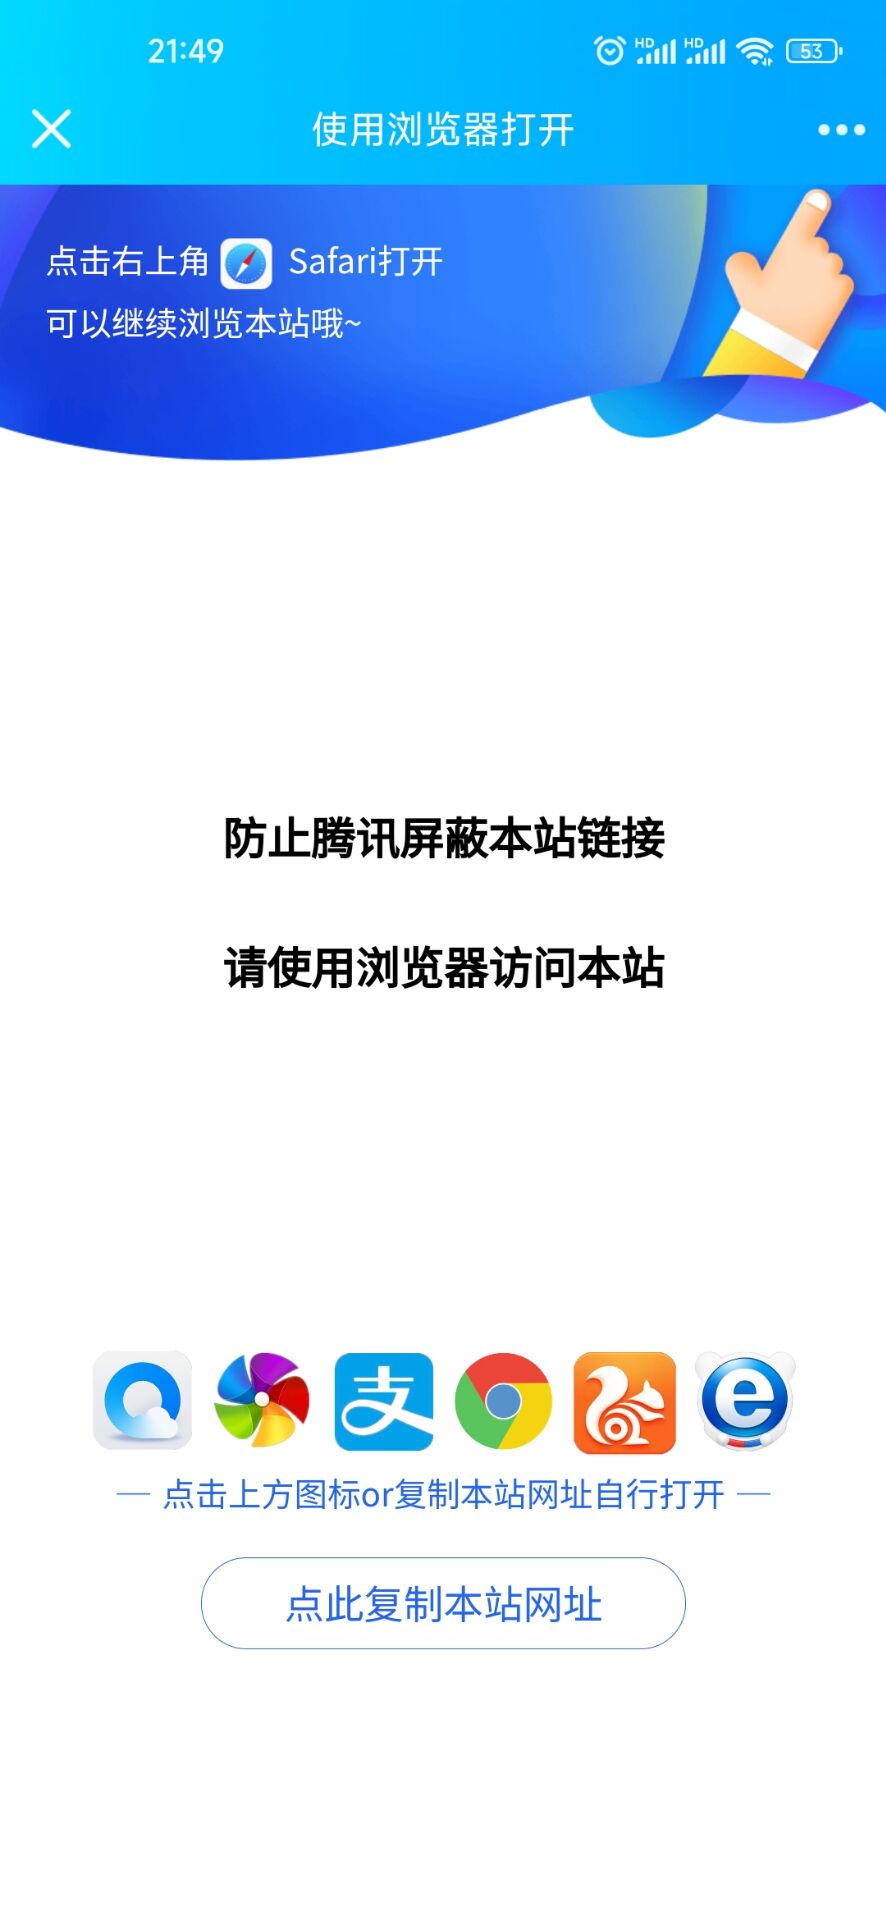 21:49
HD HD 53
使用浏览器打开
点击右上角 Safari打开
可以继续浏览本站哦~
防止腾讯屏蔽本站链接
请使用浏览器访问本站
支 e
点击上方图标or复制本站网址自行打开
点此复制本站网址